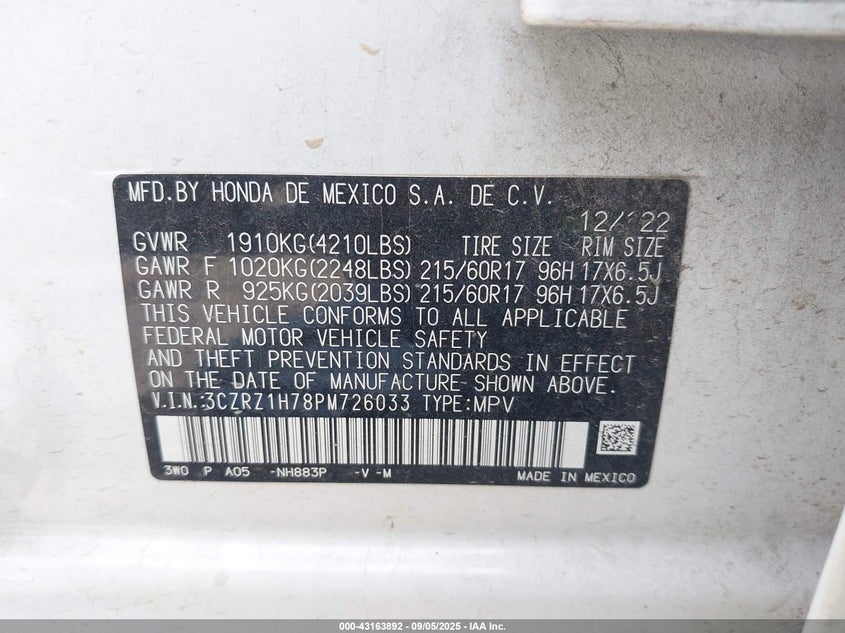 MFD.BY HONDA DE MEXICO S.A. DE C.V.
12/'22
GVWR 1910KG(4210LBS) TIRE SIZE RIM SIZE
GAWR F 1020KG(2248LBS) 215/60R17 96H 17X6.5J
GAWR R 925KG(2039LBS) 215/60R17 96H 17X6.5J
THIS VEHICLE CONFORMS TO ALL APPLICABLE
FEDERAL MOTOR VEHICLE SAFETY
AND THEFT PREVENTION STANDARDS IN EFFECT
ON THE DATE OF MANUFACTURE SHOWN ABOVE.
V.I.N.:3CZRZ1H78PM726033 TYPE:MPV
3W0 P A05 -NH883P -V -M MADE IN MEXICO
000-43163892 - 09/05/2025 - IAA Inc.